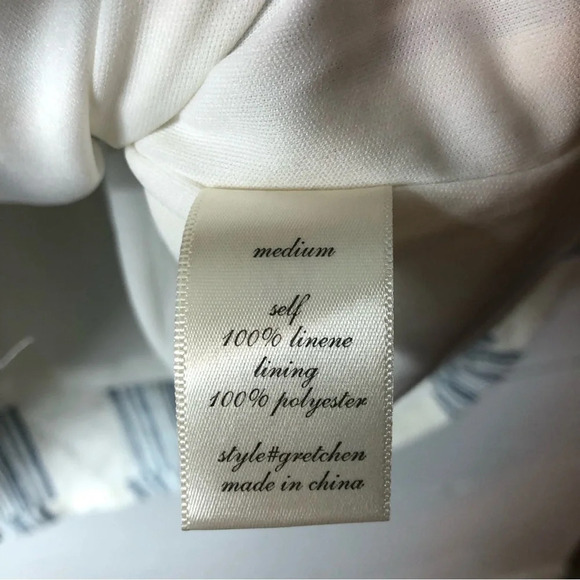 medium
self
100% linene
lining
100% polyester
style#gretchen
made in china